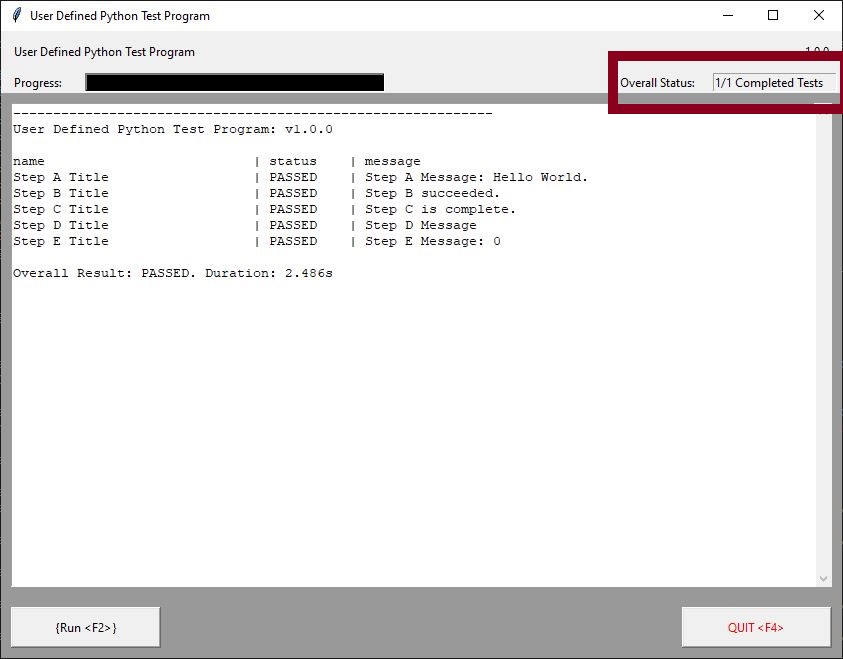 User Defined Python Test Program
User Defined Python Test Program
1.0.0
Progress:
Overall Status: 1/1 Completed Tests
------------------------------------------------------------
User Defined Python Test Program: v1.0.0
name | status | message
Step A Title | PASSED | Step A Message: Hello World.
Step B Title | PASSED | Step B succeeded.
Step C Title | PASSED | Step C is complete.
Step D Title | PASSED | Step D Message
Step E Title | PASSED | Step E Message: 0
Overall Result: PASSED. Duration: 2.486s
{Run <F2>}
QUIT <F4>